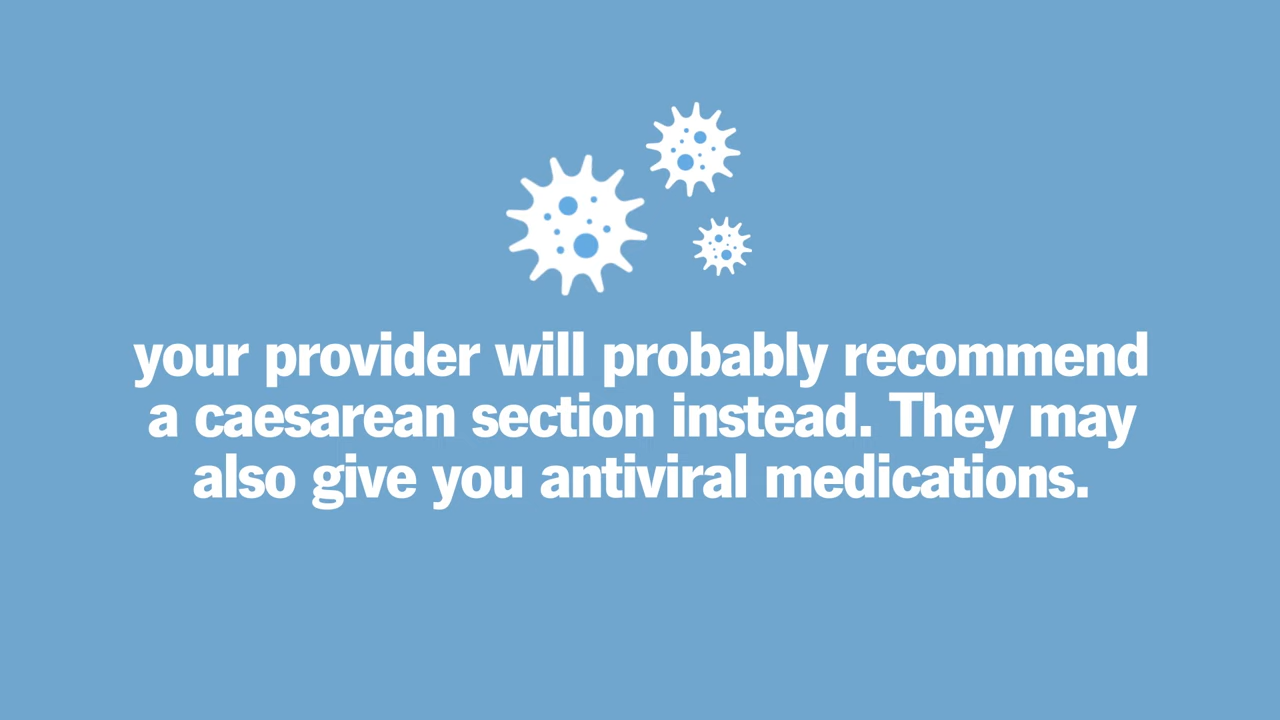 your provider will probably recommend
a caesarean section instead. They may
also give you antiviral medications.